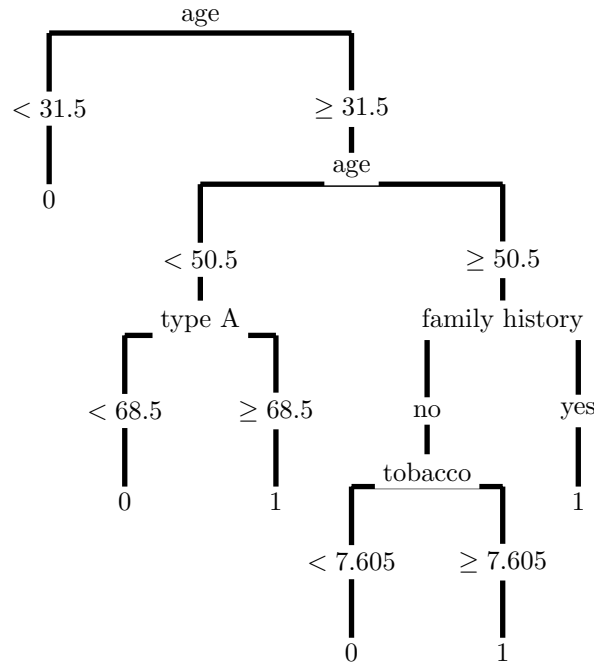 age
< 31.5
≥ 31.5
0
age
< 50.5
≥ 50.5
type A
family history
< 68.5
≥ 68.5
no
yes
0
1
tobacco
1
< 7.605
≥ 7.605
0
1